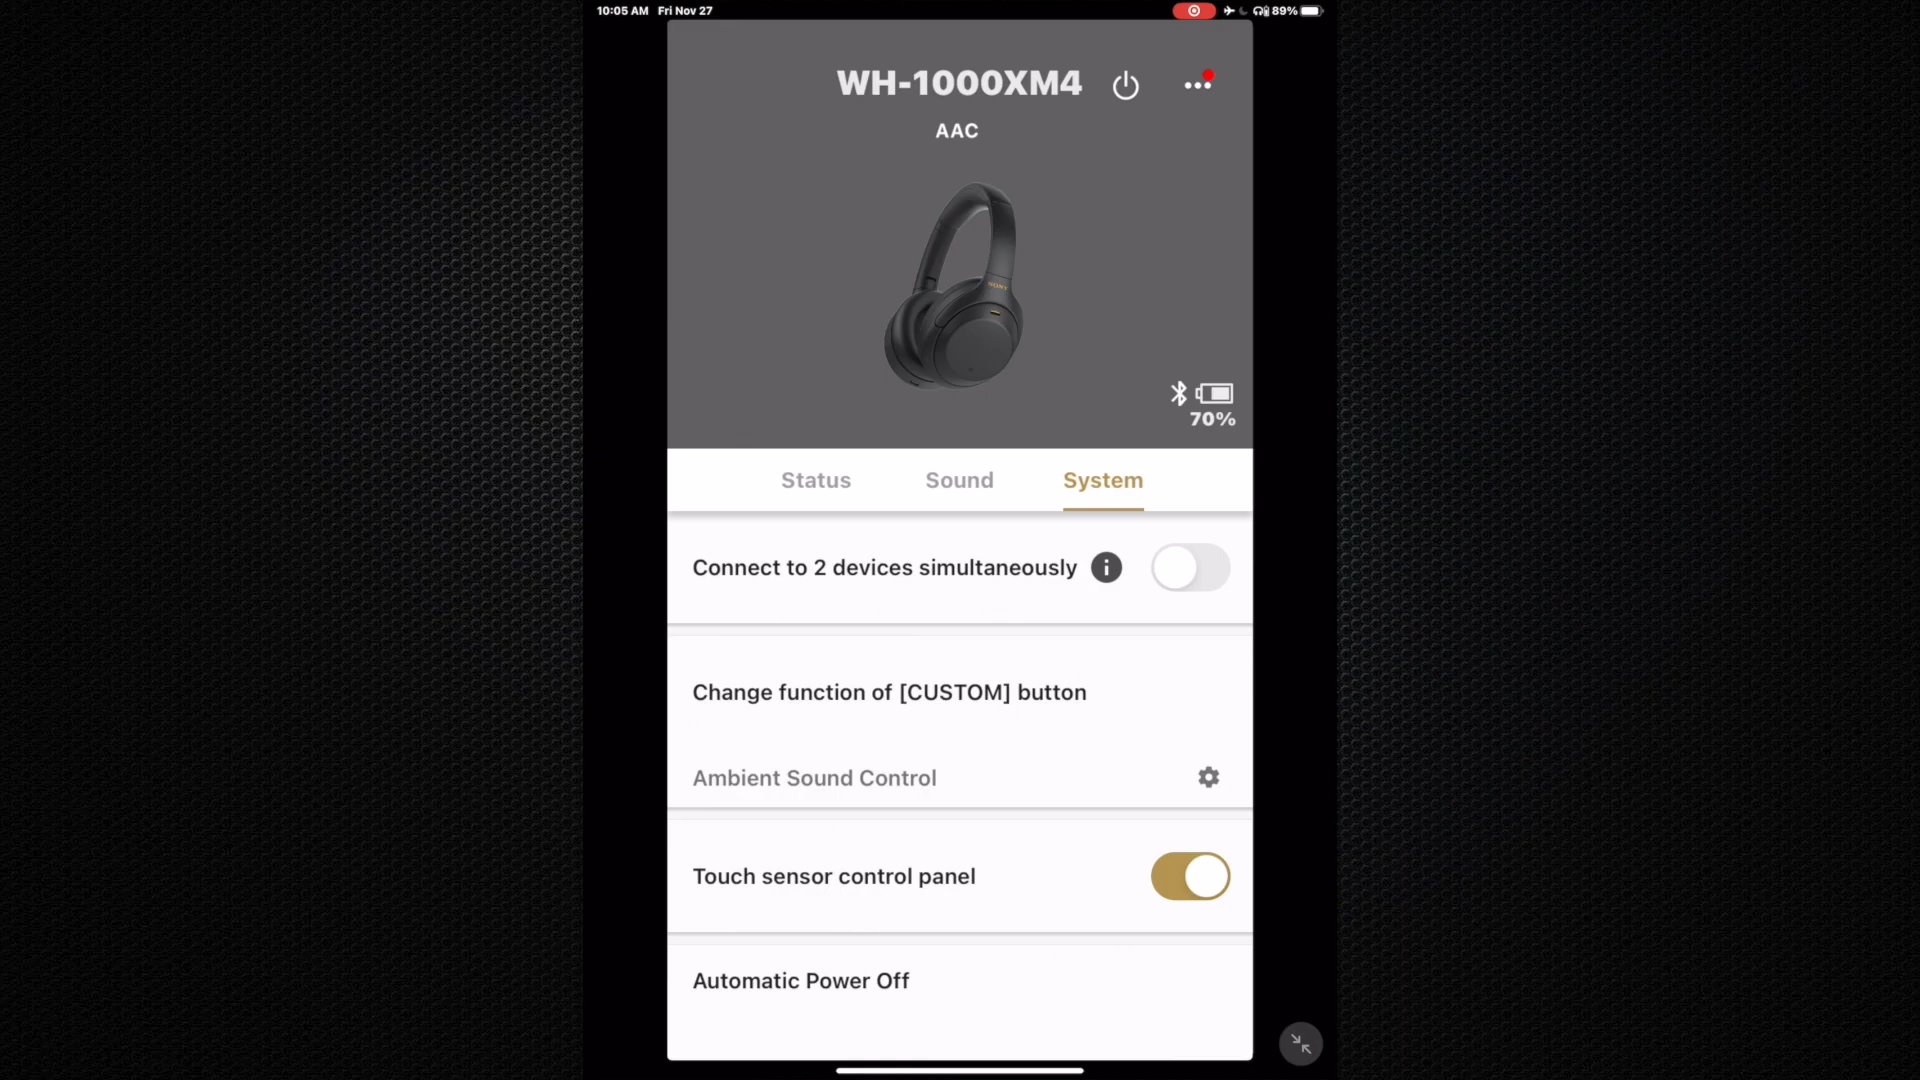 10:05 AM Fri Nov 27
89%
WH-1000XM4
AAC
SONY
70%
Status Sound System
Connect to 2 devices simultaneously
Change function of [CUSTOM] button
Ambient Sound Control
Touch sensor control panel
Automatic Power Off